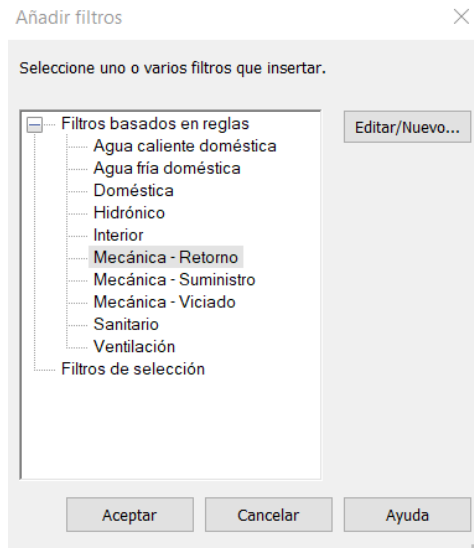 Añadir filtros
Seleccione uno o varios filtros que insertar.
Filtros basados en reglas
Editar/Nuevo...
Agua caliente doméstica
Agua fría doméstica
Doméstica
Hidrónico
Interior
Mecánica - Retorno
Mecánica - Suministro
Mecánica - Viciado
Sanitario
Ventilación
Filtros de selección
Aceptar
Cancelar
Ayuda